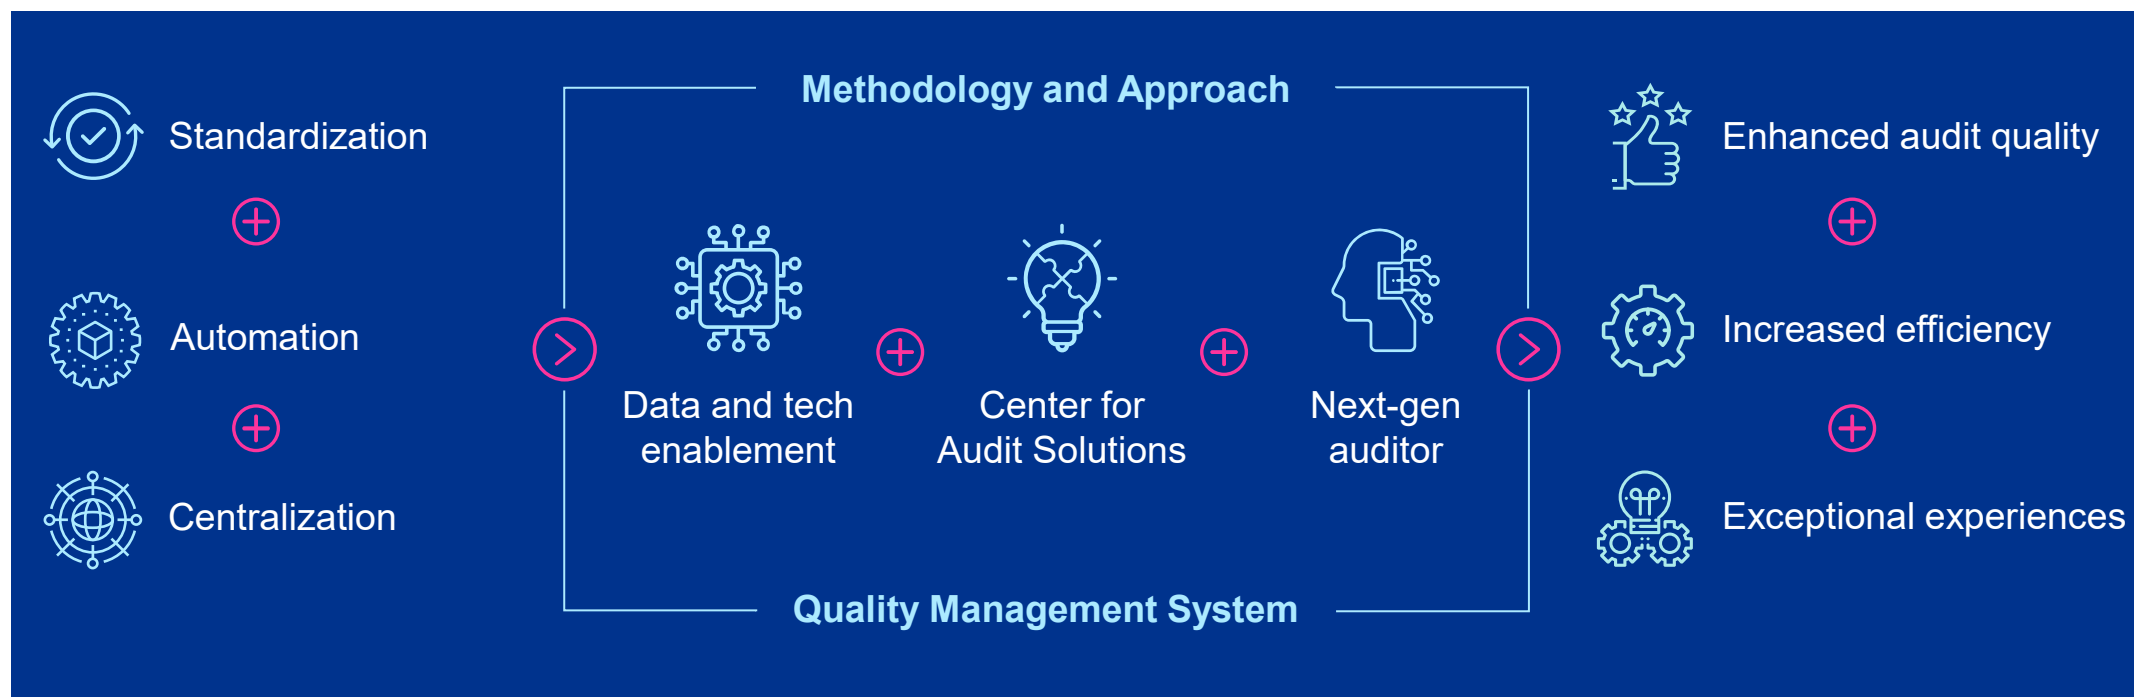 Standardization
Automation
Centralization
Methodology and Approach
Data and tech
enablement
Center for
Audit Solutions
Next-gen
auditor
Quality Management System
Enhanced audit quality
Increased efficiency
Exceptional experiences